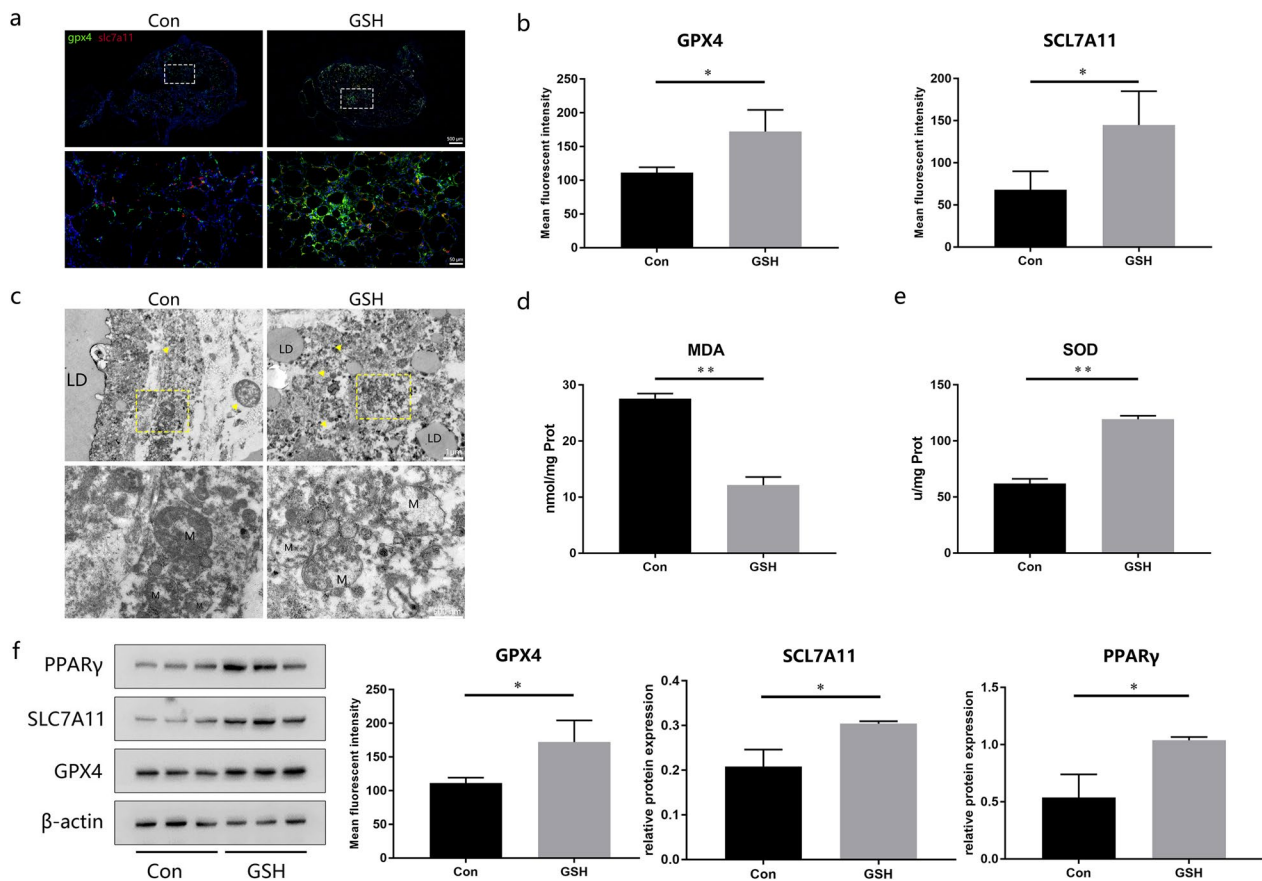 a
Con
GSH
gpx4 slc7a11
500 μm
50 μm
b
GPX4
Mean fluorescent intensity
250
200
150
100
50
0
*
Con
GSH
SCL7A11
Mean fluorescent intensity
200
150
100
50
0
*
Con
GSH
c
Con
GSH
LD
LD
LD
1μm
M
M
M
M
M
M
d
MDA
nmol/mg Prot
30
20
10
0
**
Con
GSH
e
SOD
u/mg Prot
150
100
50
0
**
Con
GSH
f
PPARγ
SLC7A11
GPX4
β-actin
Con
GSH
GPX4
Mean fluorescent intensity
250
200
150
100
50
0
*
Con
GSH
SCL7A11
relative protein expression
0.4
0.3
0.2
0.1
0.0
*
Con
GSH
PPARγ
relative protein expression
1.5
1.0
0.5
0.0
*
Con
GSH